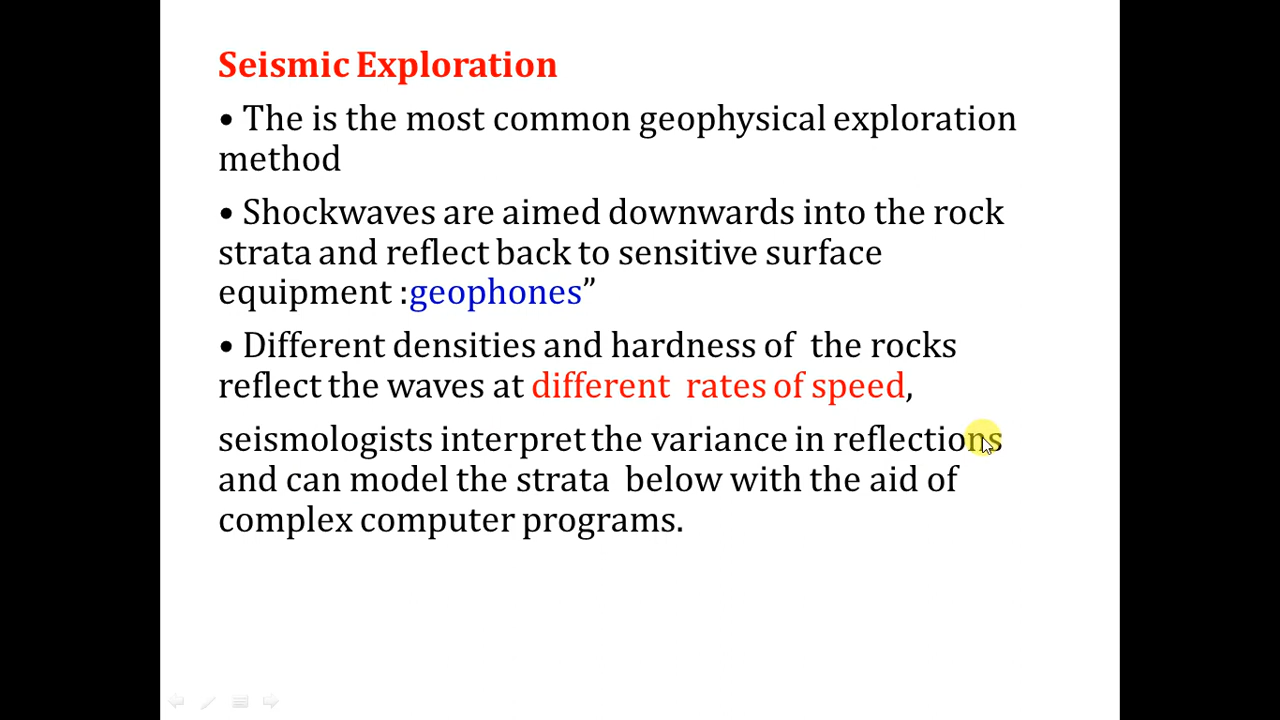 Seismic Exploration
• The is the most common geophysical exploration
method
• Shockwaves are aimed downwards into the rock
strata and reflect back to sensitive surface
equipment :geophones”
• Different densities and hardness of  the rocks
reflect the waves at different  rates of speed,
seismologists interpret the variance in reflections
and can model the strata  below with the aid of
complex computer programs.